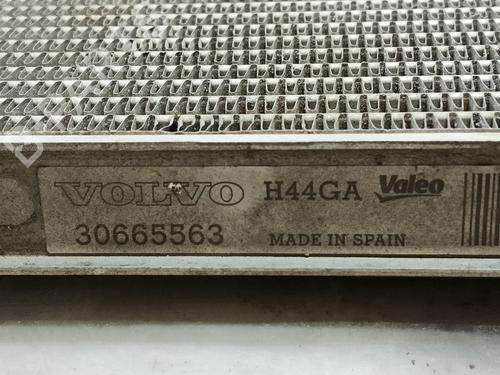 VOLVO H44GA Valeo
30665563 MADE IN SPAIN